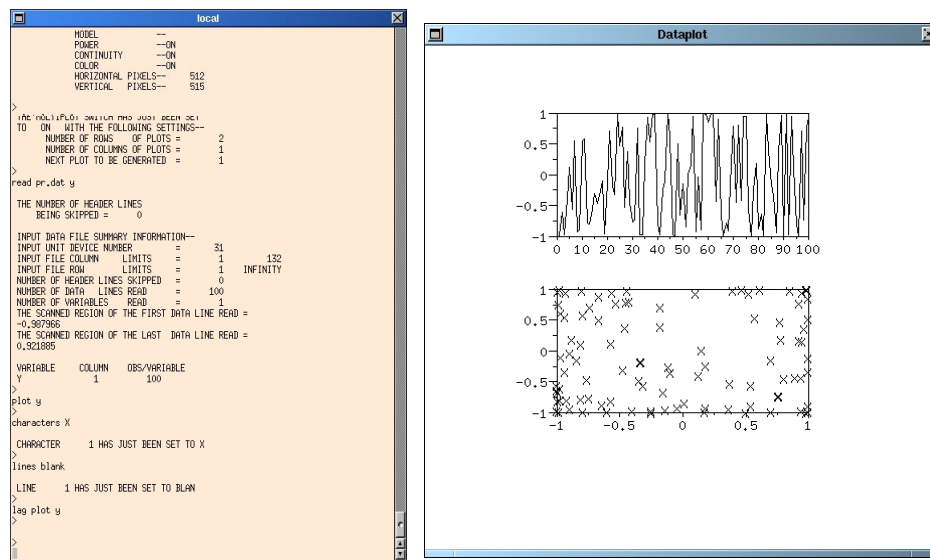 local
MODEL --
POWER --ON
CONTINUITY --ON
COLOR --ON
HORIZONTAL PIXELS-- 512
VERTICAL PIXELS-- 515
>
THE MULTIPLOT SWITCH HAS JUST BEEN SET
TO ON WITH THE FOLLOWING SETTINGS--
NUMBER OF ROWS OF PLOTS = 2
NUMBER OF COLUMNS OF PLOTS = 1
NEXT PLOT TO BE GENERATED = 1
>
read pr.dat y
THE NUMBER OF HEADER LINES
BEING SKIPPED = 0
INPUT DATA FILE SUMMARY INFORMATION--
INPUT UNIT DEVICE NUMBER = 31
INPUT FILE COLUMN LIMITS = 1 132
INPUT FILE ROW LIMITS = 1 INFINITY
NUMBER OF HEADER LINES SKIPPED = 0
NUMBER OF DATA LINES READ = 100
NUMBER OF VARIABLES READ = 1
THE SCANNED REGION OF THE FIRST DATA LINE READ =
-0.987966
THE SCANNED REGION OF THE LAST DATA LINE READ =
0.921885
VARIABLE COLUMN OBS/VARIABLE
Y 1 100
>
plot y
>
characters X
CHARACTER 1 HAS JUST BEEN SET TO X
>
lines blank
LINE 1 HAS JUST BEEN SET TO BLAN
>
lag plot y
>
>
Dataplot
1
0.5
0
-0.5
-1
0 10 20 30 40 50 60 70 80 90 100
1
0.5
0
-0.5
-1
-1 -0.5 0 0.5 1